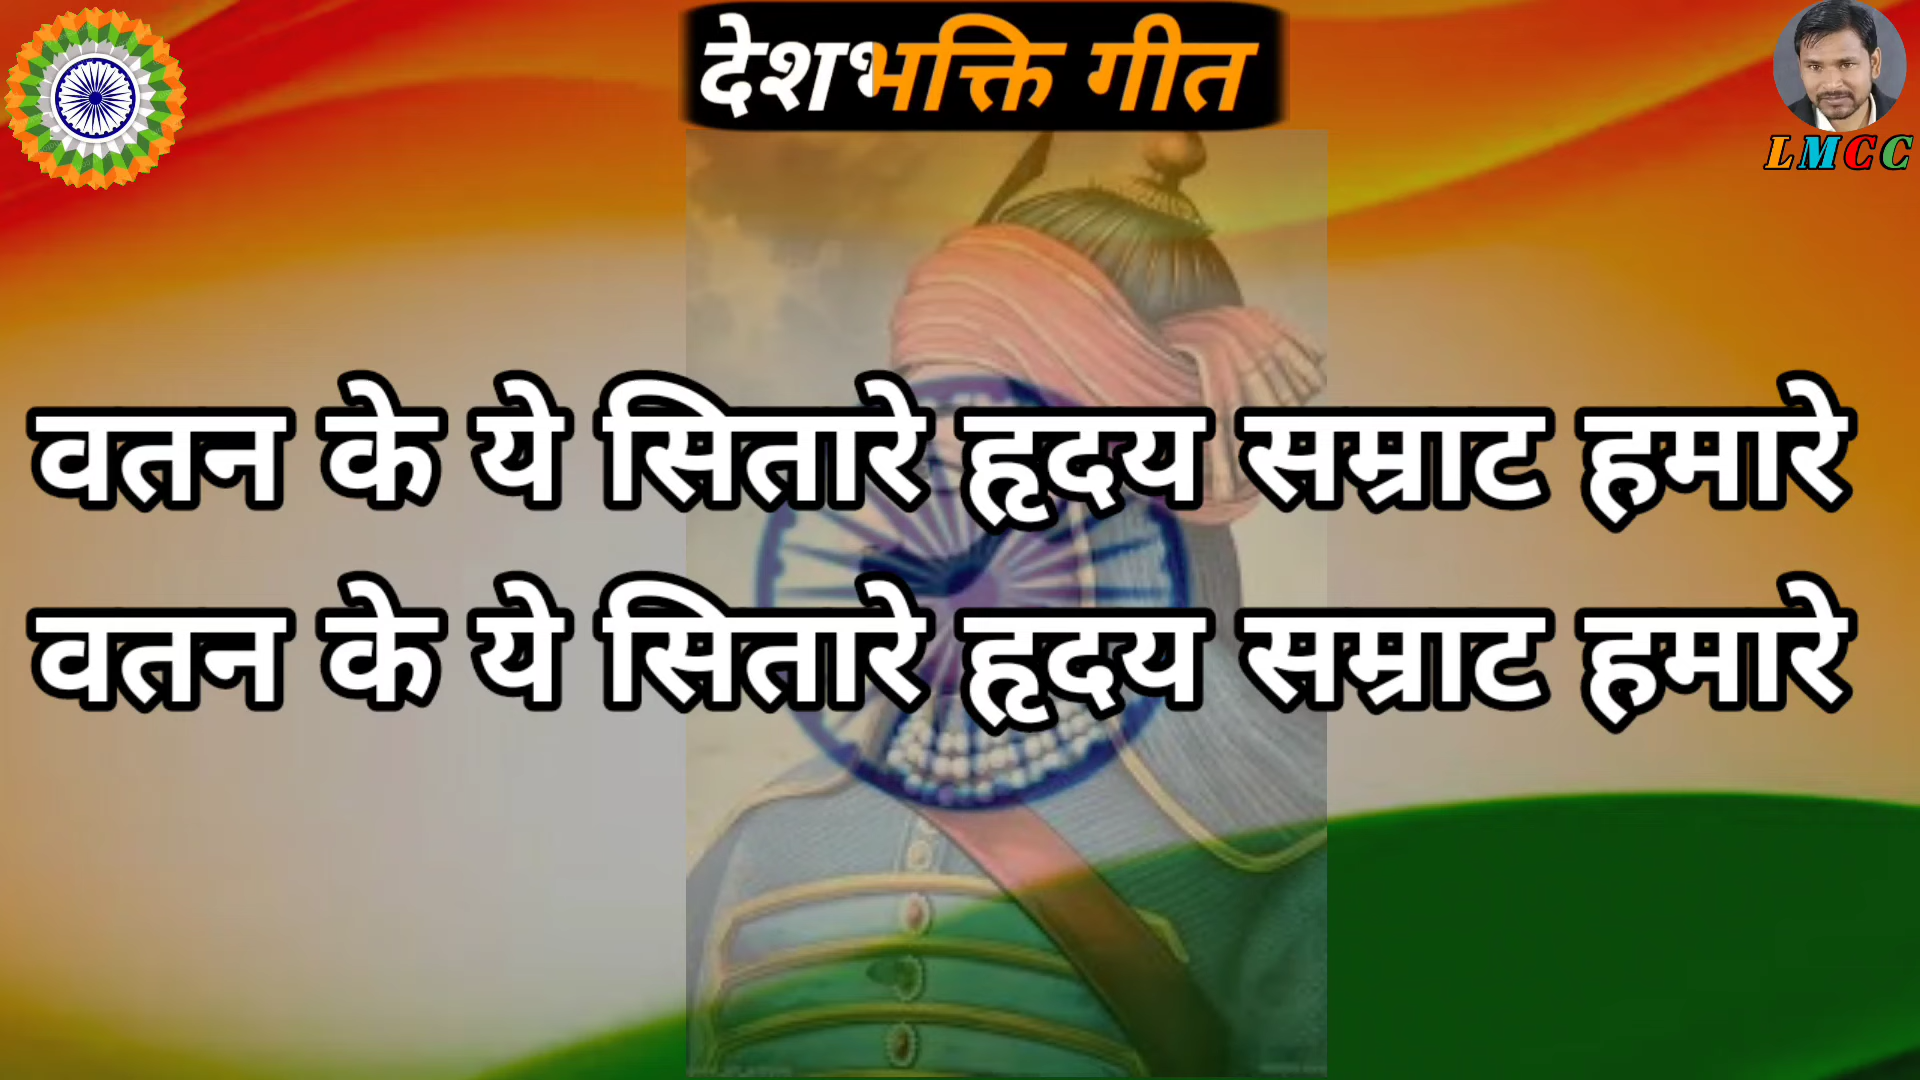 देशभक्ति गीत
LMCC
वतन के ये सितारे हृदय सम्राट हमारे
वतन के ये सितारे हृदय सम्राट हमारे